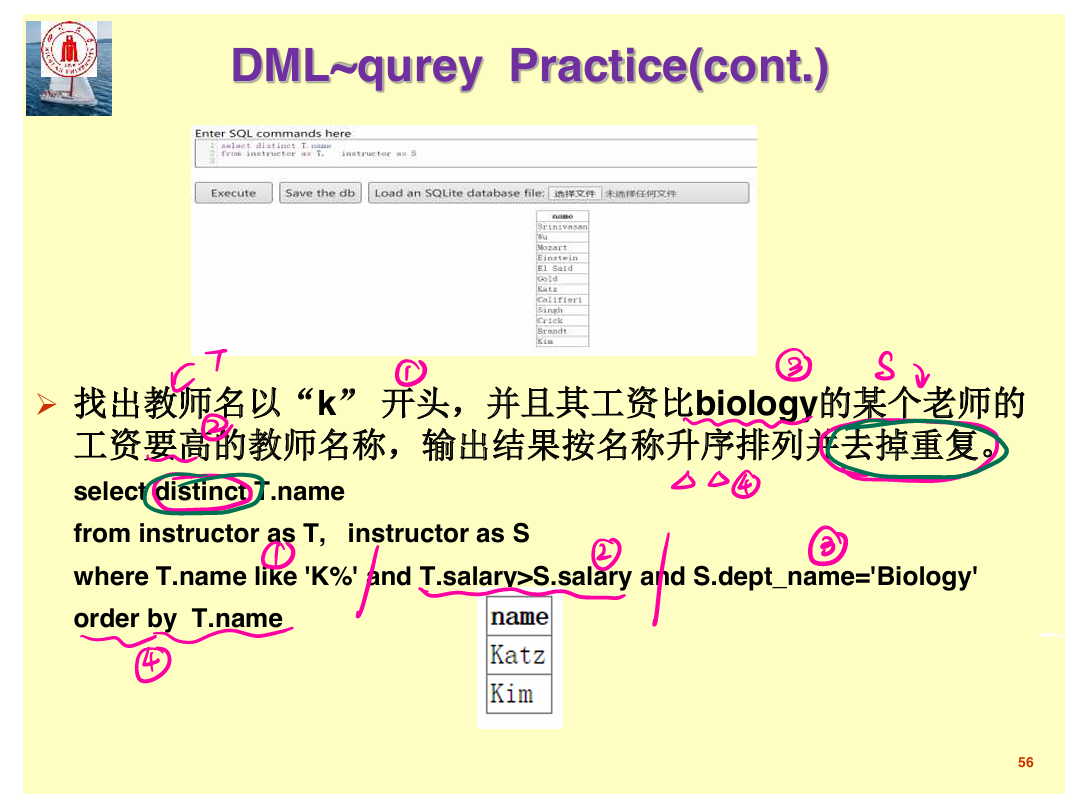 DML~qurey Practice(cont.)
Enter SQL commands here
1 select distinct T.name
2 from instructor as T, instructor as S
3
Execute Save the db Load an SQLite database file: 选择文件 未选择任何文件
name
Srinivasan
Wu
Mozart
Einstein
El Said
Gold
Katz
Califieri
Singh
Crick
Brandt
Kim
T ① ③ S
找出教师名以“k” 开头，并且其工资比biology的某个老师的
②
工资要高的教师名称，输出结果按名称升序排列并去掉重复。
④
select distinct T.name
from instructor as T, instructor as S
① ② ③
where T.name like 'K%' and T.salary>S.salary and S.dept_name='Biology'
order by T.name
④
name
Katz
Kim
56